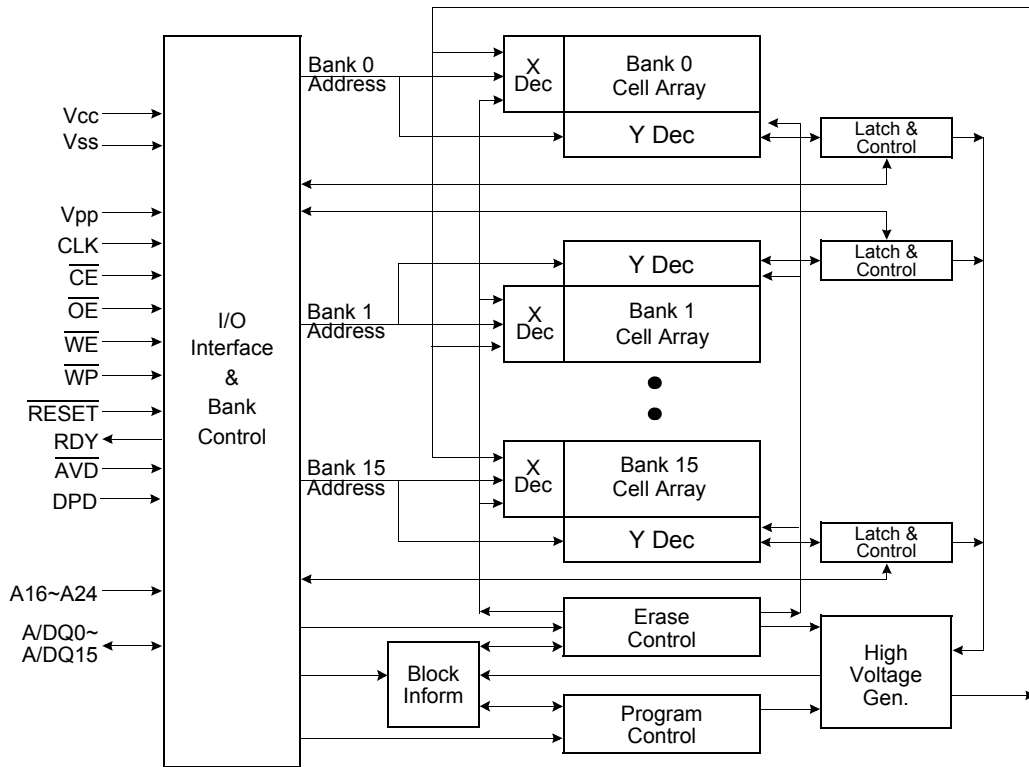 Vcc
Vss
Vpp
CLK
CE
OE
WE
WP
RESET
RDY
AVD
DPD
A16~A24
A/DQ0~
A/DQ15
I/O
Interface
&
Bank
Control
Bank 0
Address
X
Dec
Bank 0
Cell Array
Y Dec
Latch &
Control
Y Dec
Latch &
Control
Bank 1
Address
X
Dec
Bank 1
Cell Array
Bank 15
Address
X
Dec
Bank 15
Cell Array
Y Dec
Latch &
Control
Erase
Control
Block
Inform
High
Voltage
Gen.
Program
Control